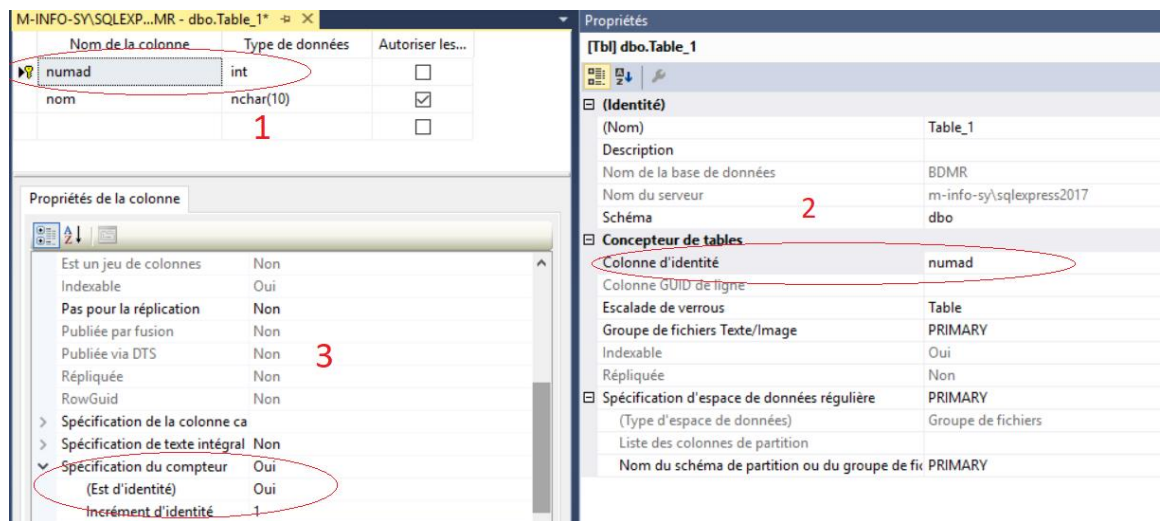 M-INFO-SY\SQLEXP...MR - dbo.Table_1*
Nom de la colonne Type de données Autoriser les...
numad int
nom nchar(10)
1
Propriétés de la colonne
Est un jeu de colonnes Non
Indexable Oui
Pas pour la réplication Non
Publiée par fusion Non
Publiée via DTS Non
3
Répliquée Non
RowGuid Non
Spécification de la colonne ca
Spécification de texte intégral Non
Spécification du compteur Oui
(Est d'identité) Oui
Incrément d'identité 1
Propriétés
[Tbl] dbo.Table_1
(Identité)
(Nom) Table_1
Description
Nom de la base de données BDMR
Nom du serveur m-info-sy\sqlexpress2017
2
Schéma dbo
Concepteur de tables
Colonne d'identité numad
Colonne GUID de ligne
Escalade de verrous Table
Groupe de fichiers Texte/Image PRIMARY
Indexable Oui
Répliquée Non
Spécification d'espace de données régulière PRIMARY
(Type d'espace de données) Groupe de fichiers
Liste des colonnes de partition
Nom du schéma de partition ou du groupe de fic PRIMARY